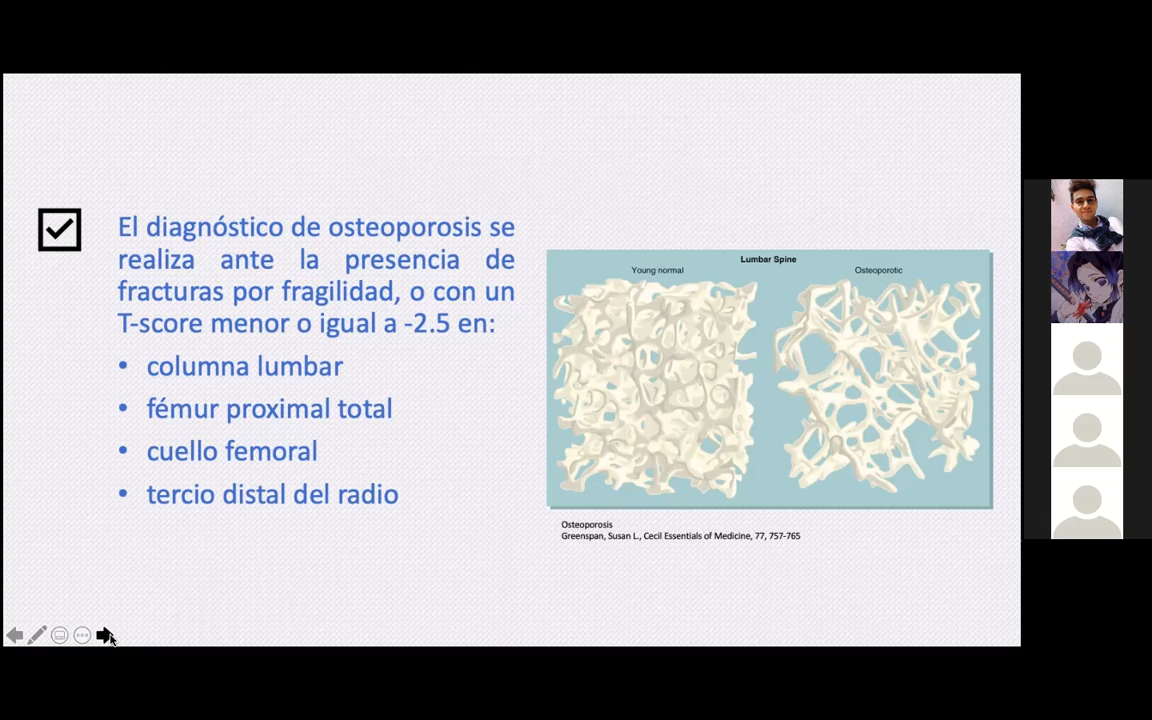 El diagnóstico de osteoporosis se
realiza ante la presencia de
fracturas por fragilidad, o con un
T-score menor o igual a -2.5 en:
• columna lumbar
• fémur proximal total
• cuello femoral
• tercio distal del radio
Lumbar Spine
Young normal
Osteoporotic
Osteoporosis
Greenspan, Susan L., Cecil Essentials of Medicine, 77, 757-765